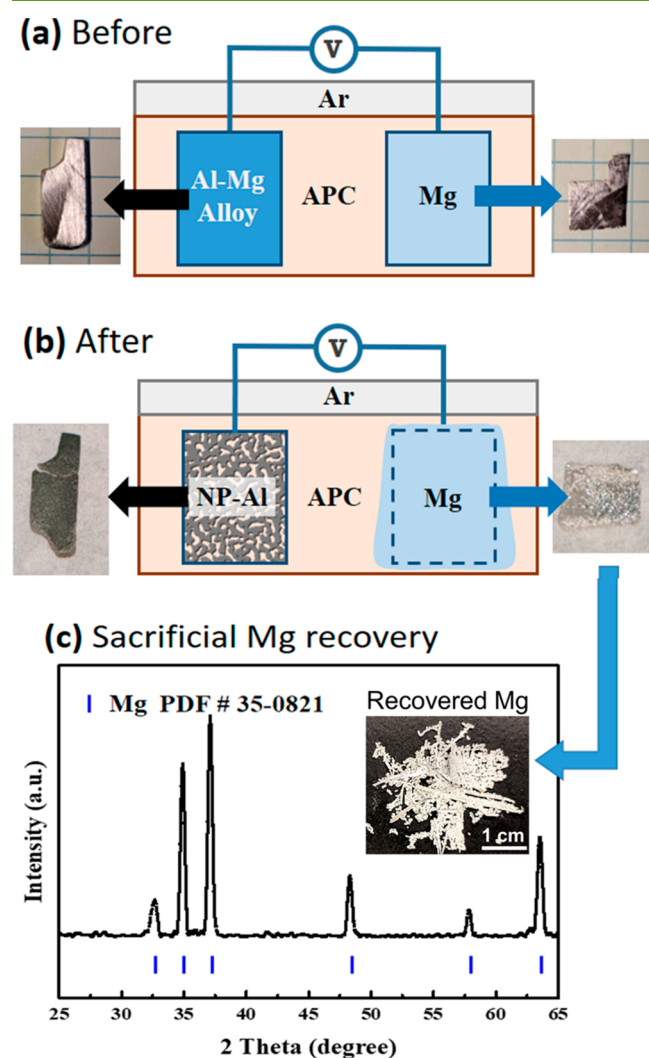 (a) Before
V
Ar
Al-Mg
Alloy
APC
Mg
(b) After
V
Ar
NP-Al
APC
Mg
(c) Sacrificial Mg recovery
Mg PDF # 35-0821
Recovered Mg
1 cm
Intensity (a.u.)
25 30 35 40 45 50 55 60 65
2 Theta (degree)